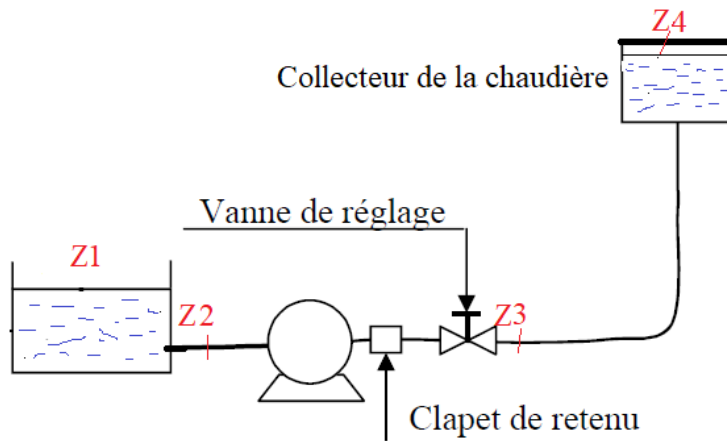 Z4
Collecteur de la chaudière
Vanne de réglage
Z1
Z2
Z3
Clapet de retenu